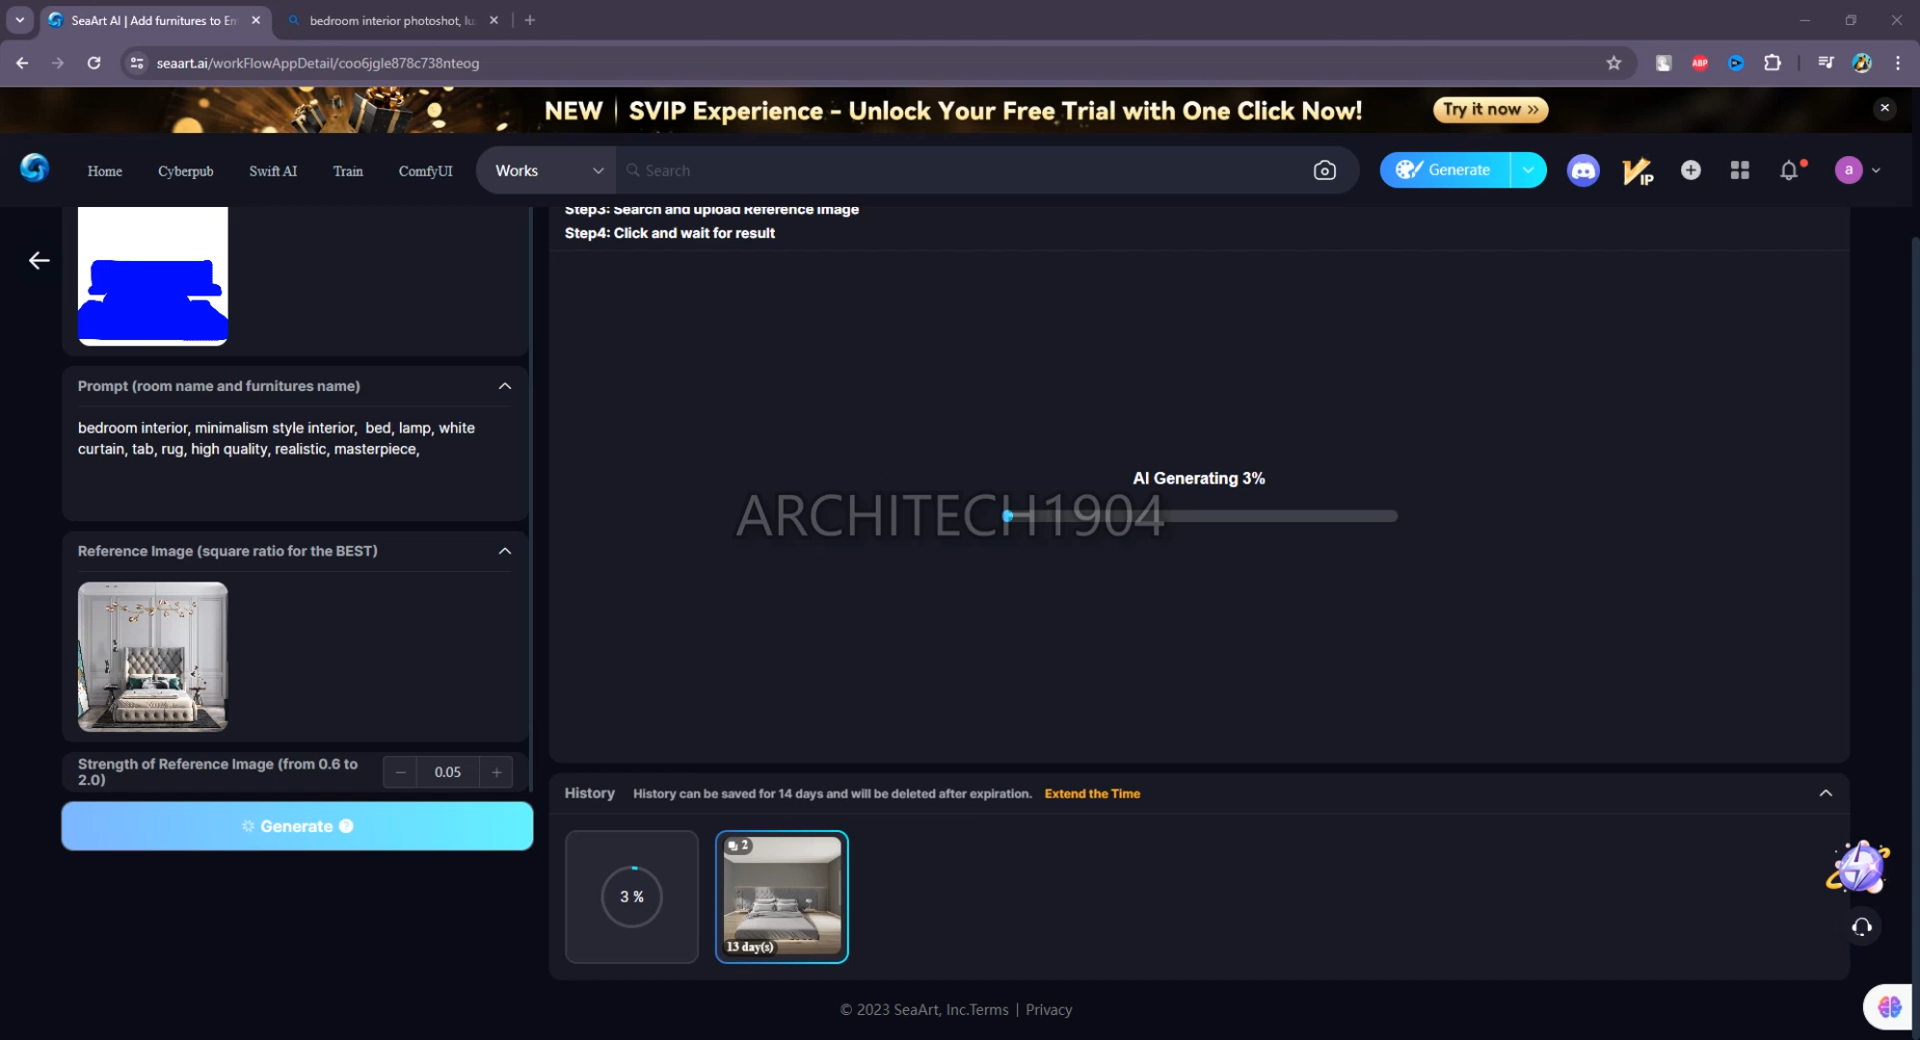 SeaArt AI | Add furnitures to Em
bedroom interior photoshot, lu
seaart.ai/workFlowAppDetail/coo6jgle878c738nteog
ABP
NEW | SVIP Experience - Unlock Your Free Trial with One Click Now!
Try it now »
Home
Cyberpub
Swift AI
Train
ComfyUI
Works
Search
Generate
VIP
a
Step3: Search and upload Reference Image
Step4: Click and wait for result
Prompt (room name and furnitures name)
bedroom interior, minimalism style interior,  bed, lamp, white
curtain, tab, rug, high quality, realistic, masterpiece,
AI Generating 3%
ARCHITECH1904
Reference Image (square ratio for the BEST)
Strength of Reference Image (from 0.6 to
2.0)
0.05
Generate ?
History
History can be saved for 14 days and will be deleted after expiration.
Extend the Time
3 %
2
13 day(s)
© 2023 SeaArt, Inc.Terms | Privacy